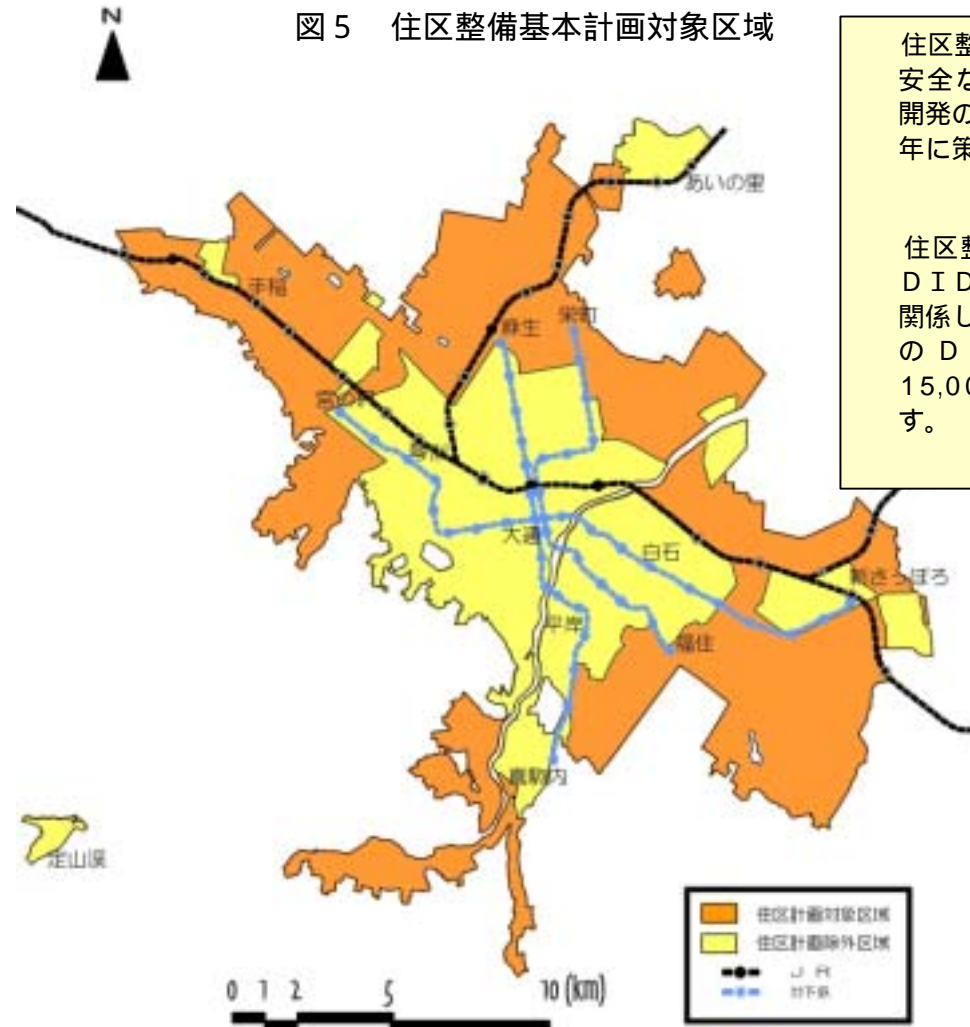 図５　住区整備基本計画対象区域
N
住区整
安全な
開発の
年に策
住区整
ＤＩＤ
関係し
のＤ
15,00
す。
あいの里
手稲
麻生
栄町
宮の沢
琴似
大通
白石
新さっぽろ
平岸
福住
真駒内
定山渓
住区計画対象区域
住区計画除外区域
ＪＲ
地下鉄
0 1 2 5 10 (km)